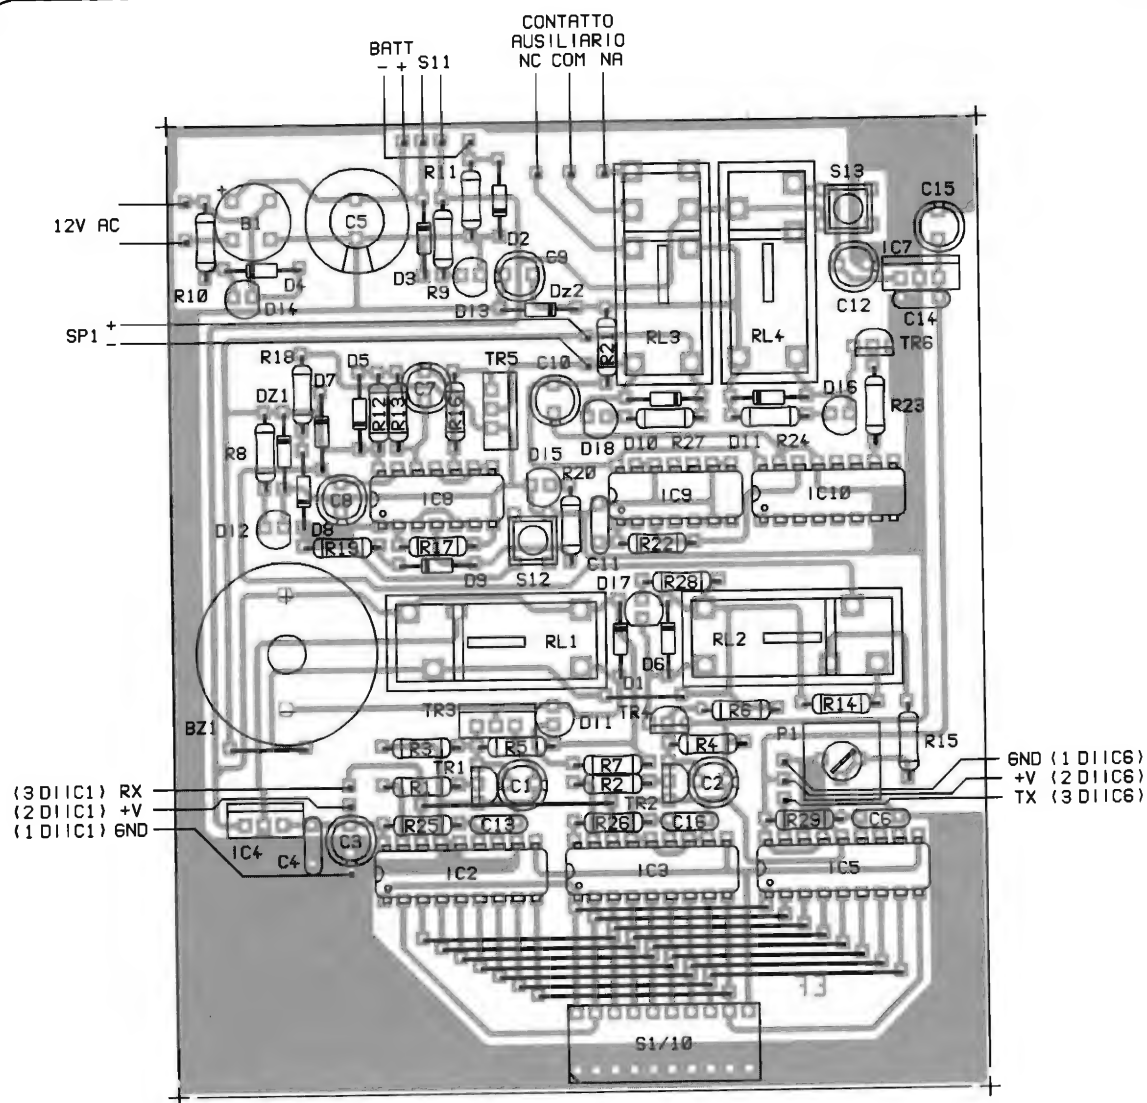 CONTATTO
AUSILIARIO
NC COM NA
BATT
- + S11
R11
S13
C15
12V AC
+
B1
C5
IC7
D2
C9
D3
R9
R10
D4
D14
D13
Dz2
C12
C14
SP1 +
-
R21
RL3
RL4
TR6
R18
D7
D5
C7
TR5
C10
D16
R23
DZ1
R12
R13
R16
R8
D18
D10
R27
D11
R24
D15
R20
C8
IC8
IC9
IC10
D12
D8
R19
R17
D9
S12
C11
R22
D17
R28
RL1
RL2
D6
D1
BZ1
TR3
D11
TR4
R6
R14
P1
R15
R3
R5
R4
TR1
R7
R1
C1
R2
TR2
C2
GND (1 DI IC6)
+V (2 DI IC6)
TX (3 DI IC6)
(3 DI IC1) RX
(2 DI IC1) +V
(1 DI IC1) GND
IC4
C4
C3
R25
C13
R26
C16
R29
C6
IC2
IC3
IC5
S1/10